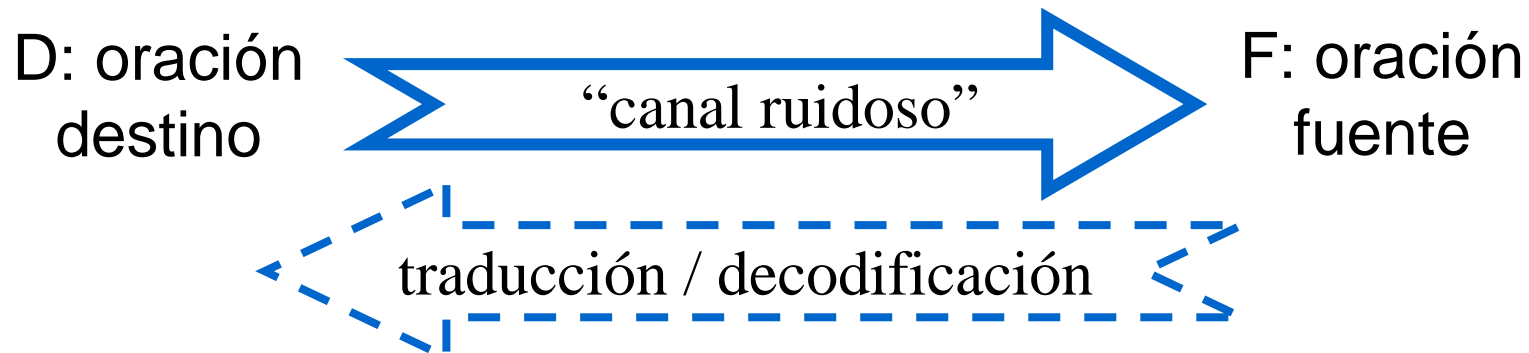 D: oración
destino
“canal ruidoso”
F: oración
fuente
traducción / decodificación